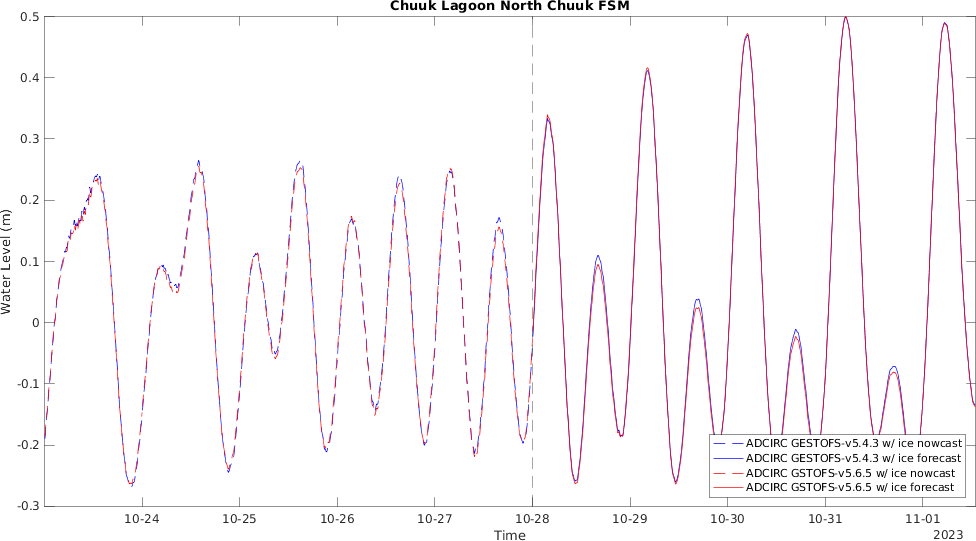 Chuuk Lagoon North Chuuk FSM
0.5
0.4
0.3
0.2
0.1
0
-0.1
-0.2
-0.3
Water Level (m)
10-24
10-25
10-26
10-27
10-28
10-29
10-30
10-31
11-01
Time
2023
ADCIRC GESTOFS-v5.4.3 w/ ice nowcast
ADCIRC GESTOFS-v5.4.3 w/ ice forecast
ADCIRC GSTOFS-v5.6.5 w/ ice nowcast
ADCIRC GSTOFS-v5.6.5 w/ ice forecast